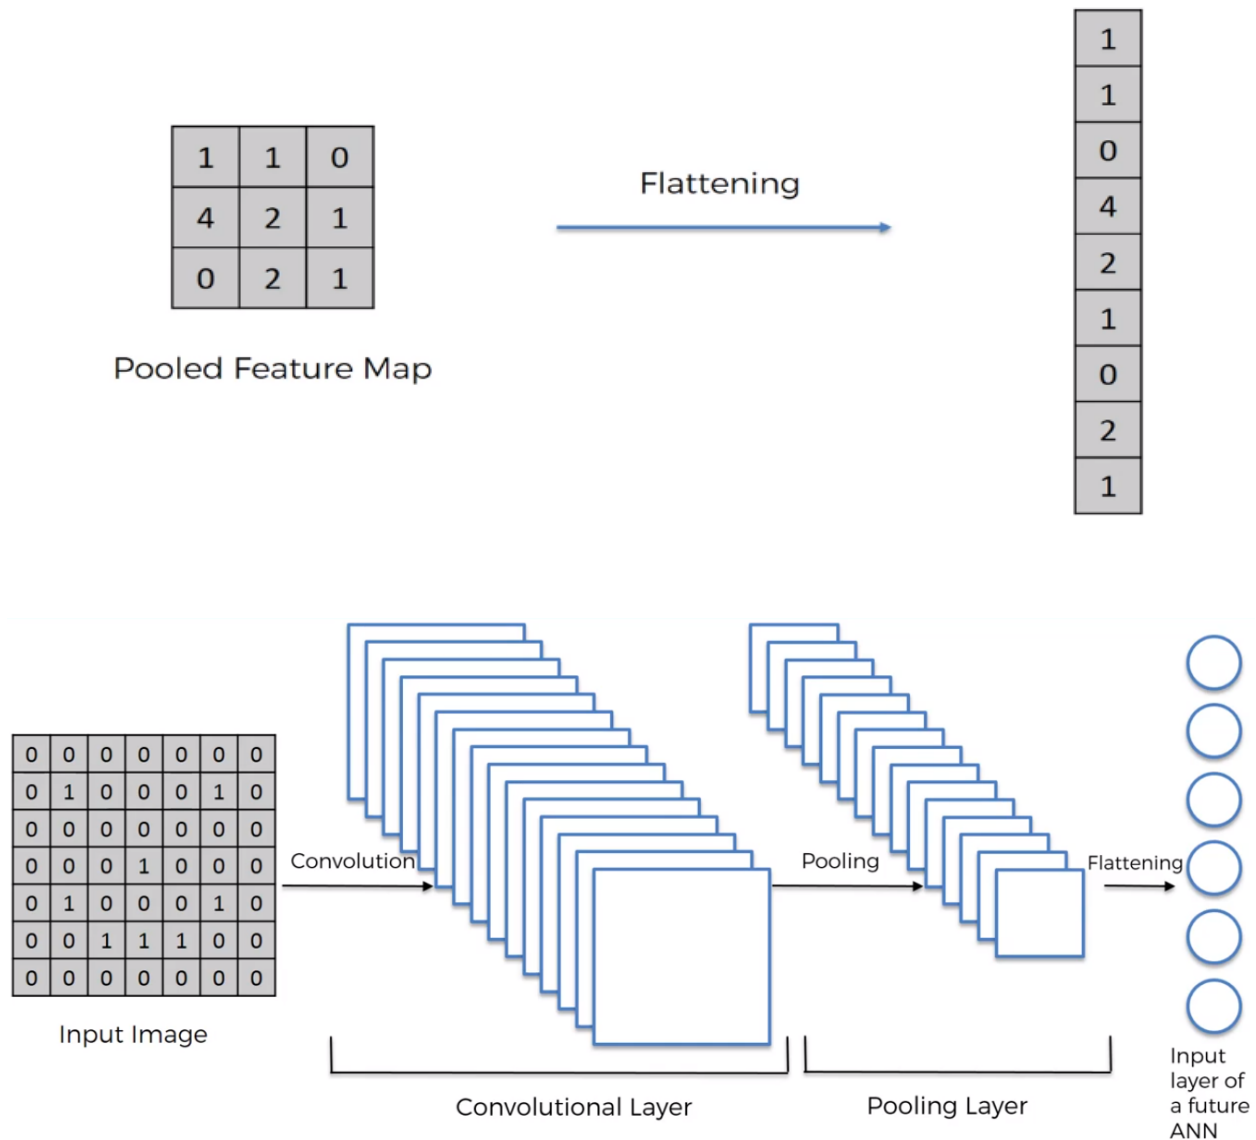 1 1 0
4 2 1
0 2 1
Pooled Feature Map
Flattening
1
1
0
4
2
1
0
2
1
0 0 0 0 0 0 0
0 1 0 0 0 1 0
0 0 0 0 0 0 0
0 0 0 1 0 0 0
0 1 0 0 0 1 0
0 0 1 1 1 0 0
0 0 0 0 0 0 0
Input Image
Convolution
Convolutional Layer
Pooling
Pooling Layer
Flattening
Input
layer of
a future
ANN